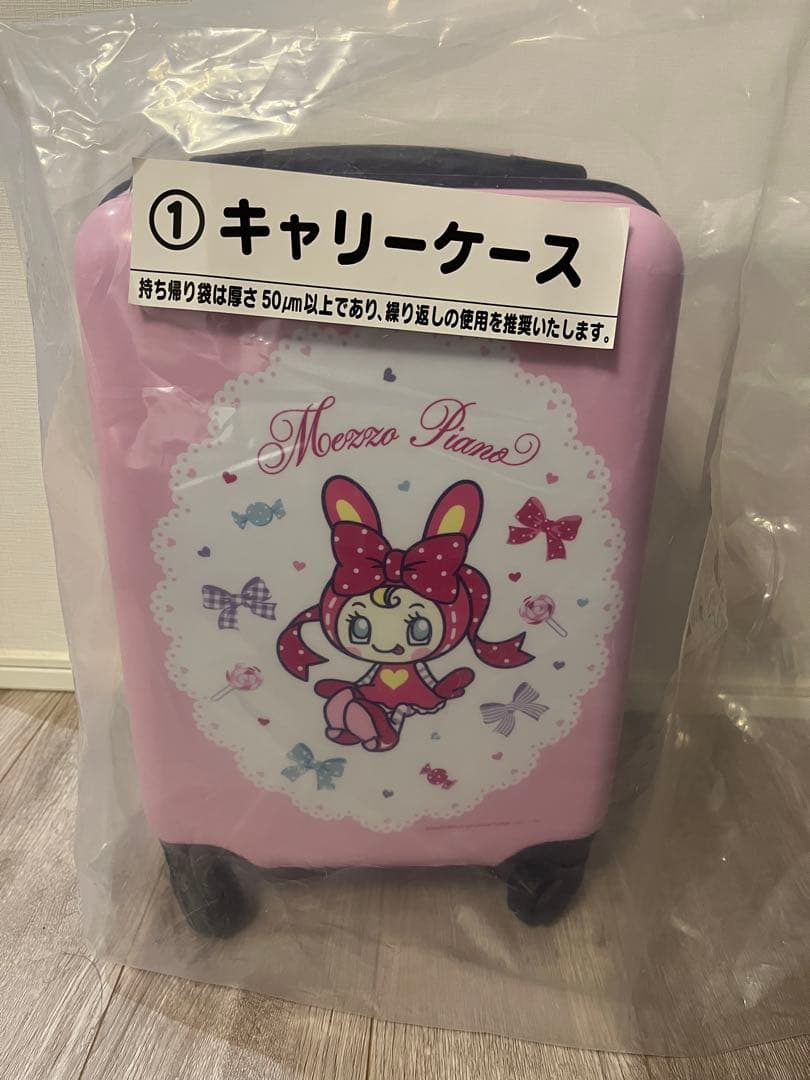 ①キャリーケース
持ち帰り袋は厚さ50μm以上であり、繰り返しの使用を推奨いたします。
Mezzo Piano